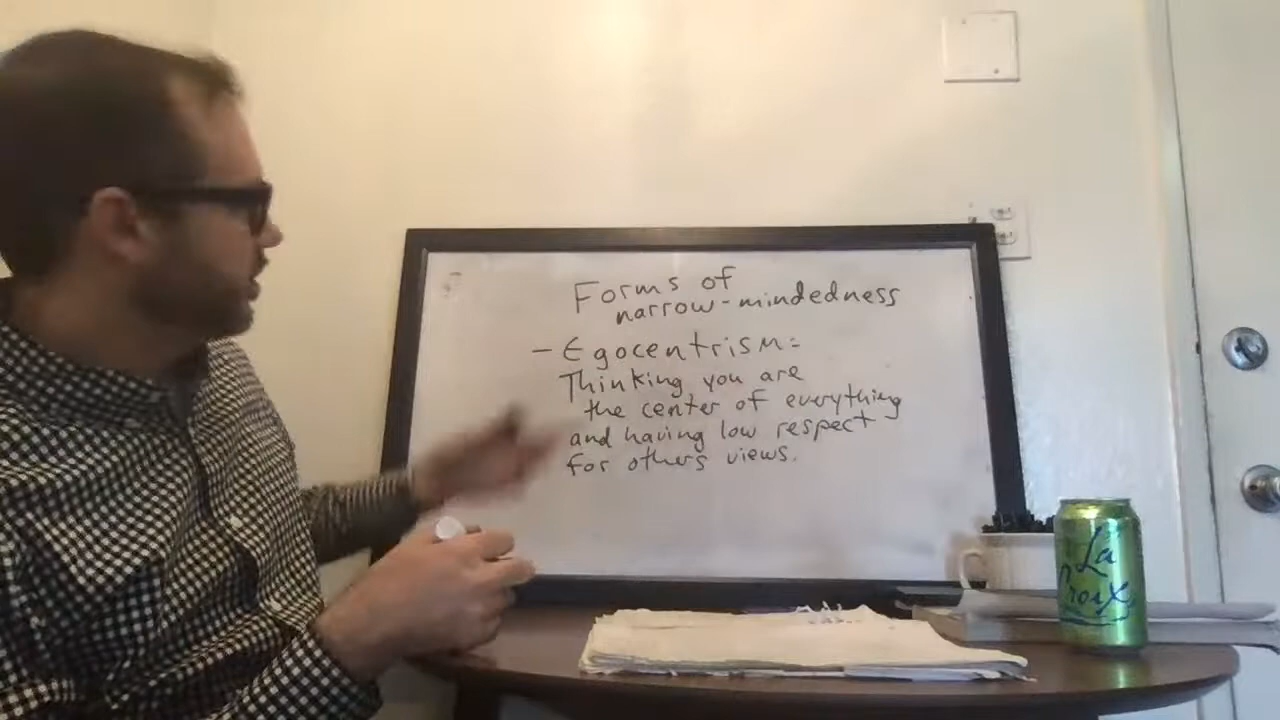 Forms of
narrow-mindedness
- Egocentrism:
Thinking you are
the center of everything
and having low respect
for others views.
La
Croix